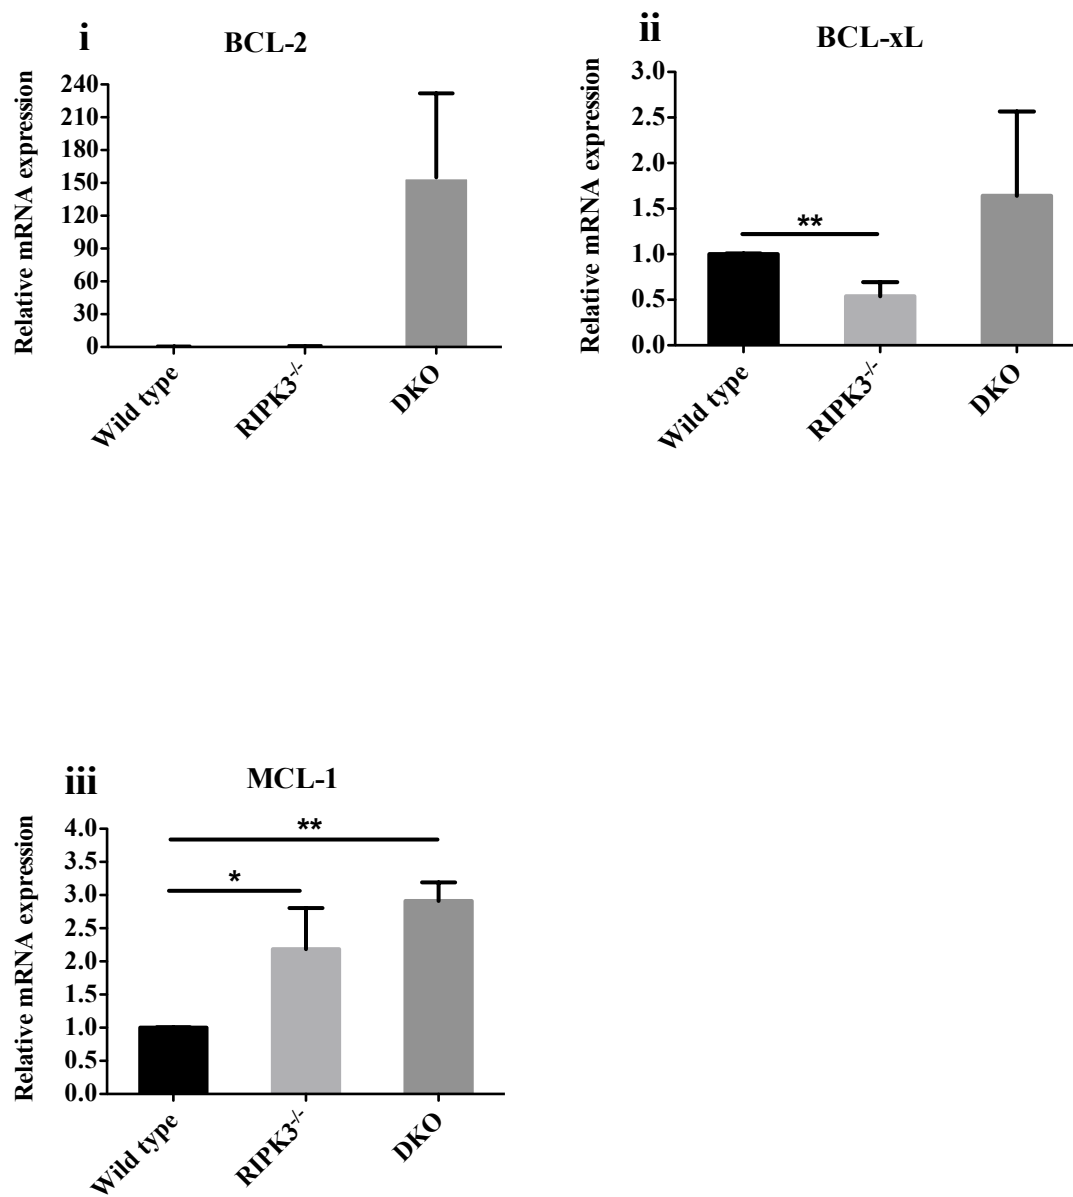 i
BCL-2
Relative mRNA expression
240
210
180
150
120
90
60
30
0
Wild type
RIPK3-/-
DKO
ii
BCL-xL
Relative mRNA expression
3.0
2.5
2.0
1.5
1.0
0.5
0.0
**
Wild type
RIPK3-/-
DKO
iii
MCL-1
Relative mRNA expression
4.0
3.5
3.0
2.5
2.0
1.5
1.0
0.5
0.0
**
*
Wild type
RIPK3-/-
DKO